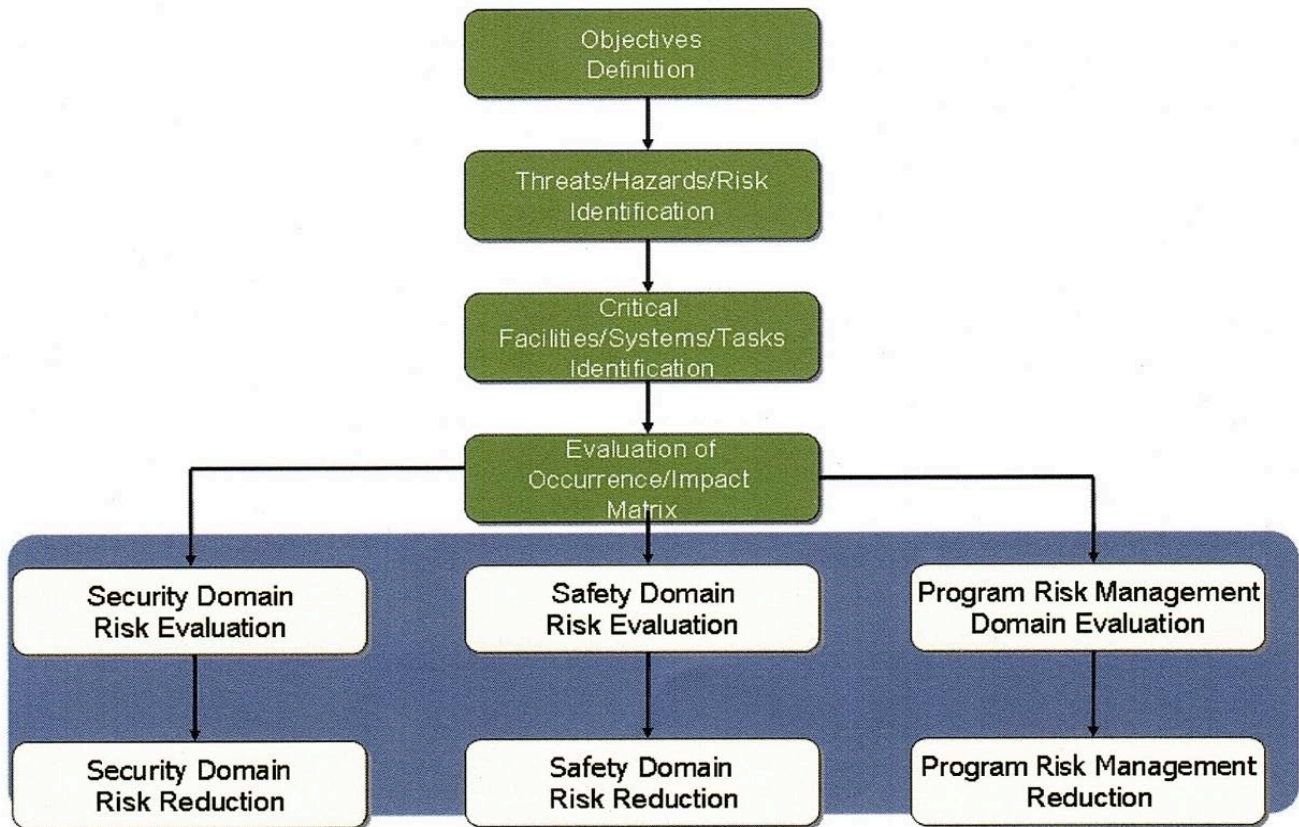 Objectives
Definition
Threats/Hazards/Risk
Identification
Critical
Facilities/Systems/Tasks
Identification
Evaluation of
Occurrence/Impact
Matrix
Security Domain
Risk Evaluation
Safety Domain
Risk Evaluation
Program Risk Management
Domain Evaluation
Security Domain
Risk Reduction
Safety Domain
Risk Reduction
Program Risk Management
Reduction